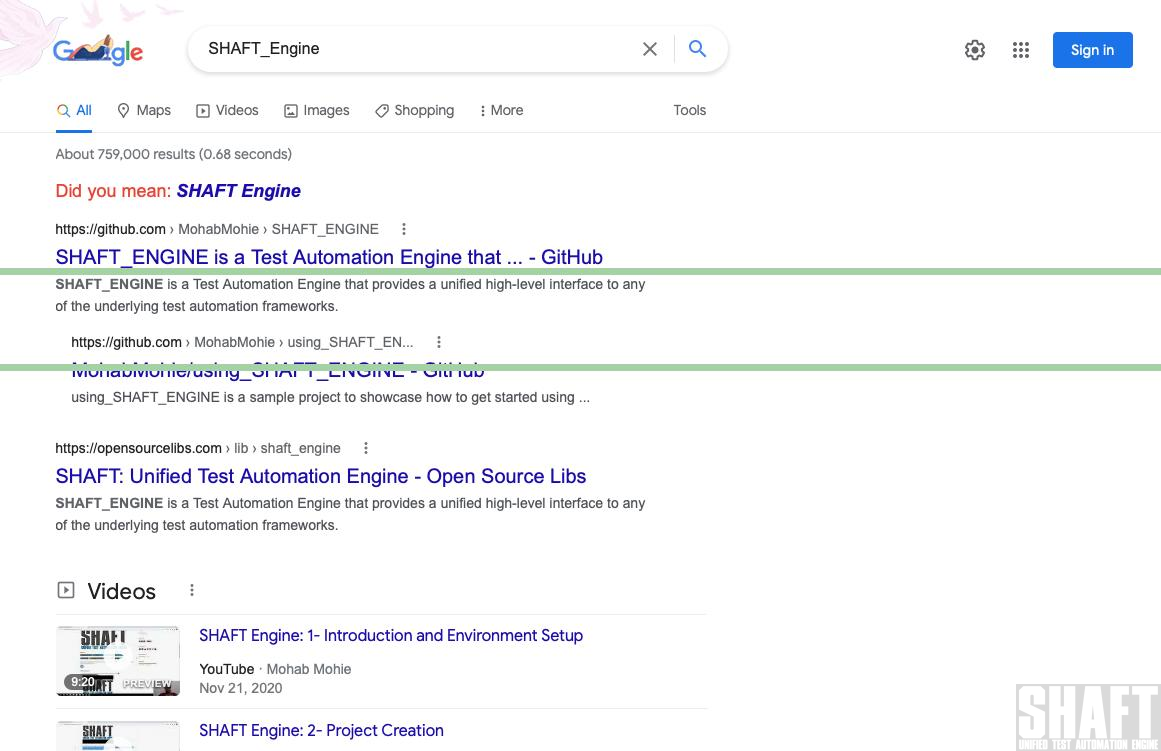 Google
SHAFT_Engine
Sign in
All
Maps
Videos
Images
Shopping
More
Tools
About 759,000 results (0.68 seconds)
Did you mean: SHAFT Engine
https://github.com › MohabMohie › SHAFT_ENGINE
SHAFT_ENGINE is a Test Automation Engine that ... - GitHub
SHAFT_ENGINE is a Test Automation Engine that provides a unified high-level interface to any
of the underlying test automation frameworks.
https://github.com › MohabMohie › using_SHAFT_EN...
MohabMohie/using_SHAFT_ENGINE - GitHub
using_SHAFT_ENGINE is a sample project to showcase how to get started using ...
https://opensourcelibs.com › lib › shaft_engine
SHAFT: Unified Test Automation Engine - Open Source Libs
SHAFT_ENGINE is a Test Automation Engine that provides a unified high-level interface to any
of the underlying test automation frameworks.
Videos
SHAFT
9:20
PREVIEW
SHAFT Engine: 1- Introduction and Environment Setup
YouTube · Mohab Mohie
Nov 21, 2020
SHAFT
SHAFT Engine: 2- Project Creation
SHAFT
UNIFIED TEST AUTOMATION ENGINE